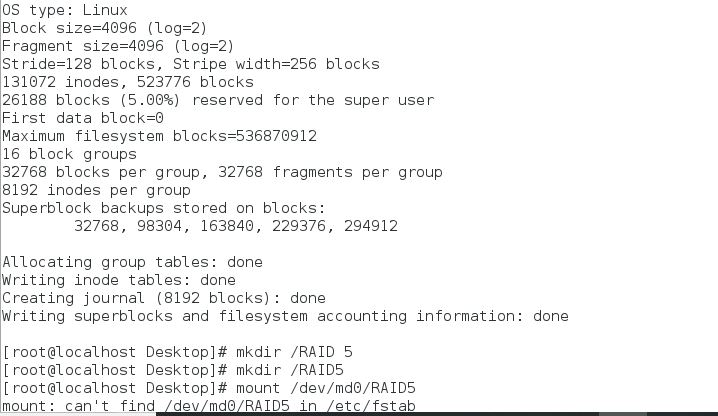 OS type: Linux
Block size=4096 (log=2)
Fragment size=4096 (log=2)
Stride=128 blocks, Stripe width=256 blocks
131072 inodes, 523776 blocks
26188 blocks (5.00%) reserved for the super user
First data block=0
Maximum filesystem blocks=536870912
16 block groups
32768 blocks per group, 32768 fragments per group
8192 inodes per group
Superblock backups stored on blocks:
        32768, 98304, 163840, 229376, 294912

Allocating group tables: done
Writing inode tables: done
Creating journal (8192 blocks): done
Writing superblocks and filesystem accounting information: done

[root@localhost Desktop]# mkdir /RAID 5
[root@localhost Desktop]# mkdir /RAID5
[root@localhost Desktop]# mount /dev/md0/RAID5
mount: can't find /dev/md0/RAID5 in /etc/fstab